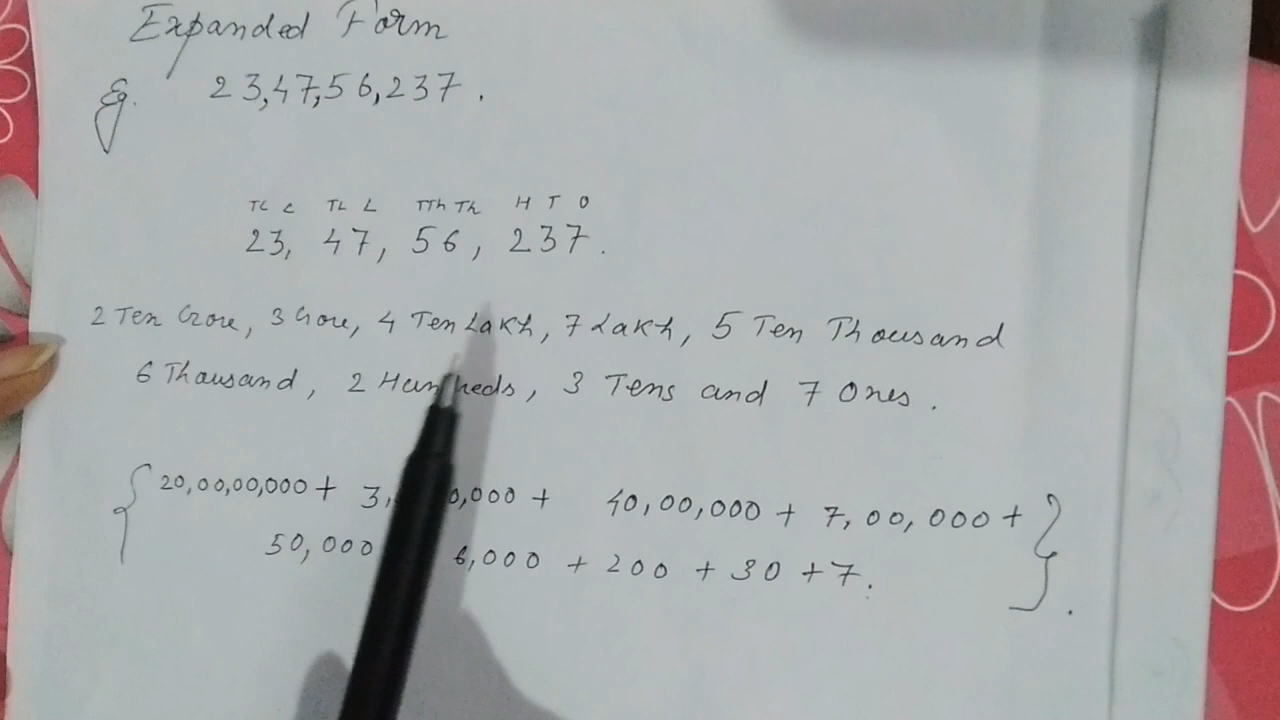 Expanded Form
Eg. 23,47,56,237.
TC C TL L TTh Th H T O
23, 47, 56, 237.
2 Ten Crore, 3 Crore, 4 Ten Lakh, 7 Lakh, 5 Ten Thousand
6 Thousand, 2 Hundreds, 3 Tens and 7 Ones.
{ 20,00,00,000 + 3, 0,000 + 40,00,000 + 7,00,000 + }
50,000 6,000 + 200 + 30 + 7.